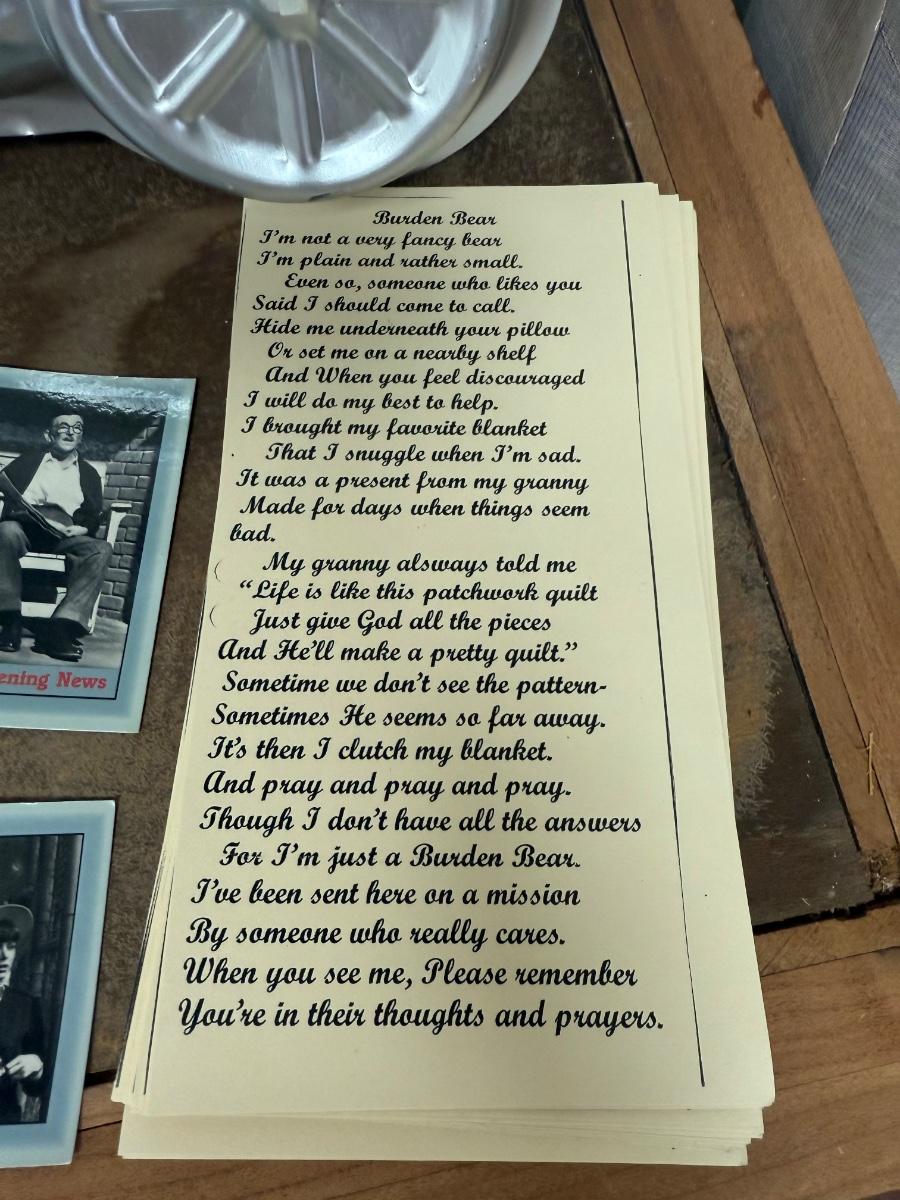 Burden Bear
I'm not a very fancy bear
I'm plain and rather small.
Even so, someone who likes you
Said I should come to call.
Hide me underneath your pillow
Or set me on a nearby shelf
And When you feel discouraged
I will do my best to help.
I brought my favorite blanket
That I snuggle when I'm sad.
It was a present from my granny
Made for days when things seem
bad.
My granny alsways told me
“Life is like this patchwork quilt
Just give God all the pieces
And He'll make a pretty quilt.”
Sometime we don't see the pattern-
Sometimes He seems so far away.
It's then I clutch my blanket.
And pray and pray and pray.
Though I don't have all the answers
For I'm just a Burden Bear.
I've been sent here on a mission
By someone who really cares.
When you see me, Please remember
You're in their thoughts and prayers.
News